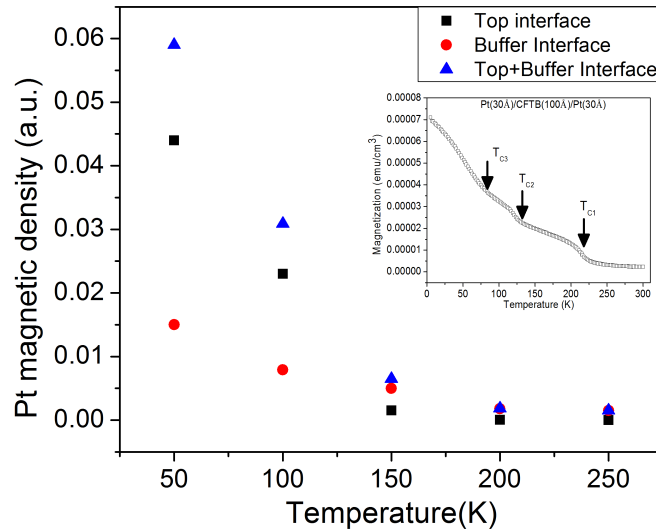 Top interface
Buffer Interface
Top+Buffer Interface
Pt magnetic density (a.u.)
0.06
0.05
0.04
0.03
0.02
0.01
0.00
50
100
150
200
250
Temperature(K)
Pt(30Å)/CFTB(100Å)/Pt(30Å)
Magnetization (emu/cm³)
0.00008
0.00007
0.00006
0.00005
0.00004
0.00003
0.00002
0.00001
0.00000
T_C3
T_C2
T_C1
0
50
100
150
200
250
300
Temperature (K)